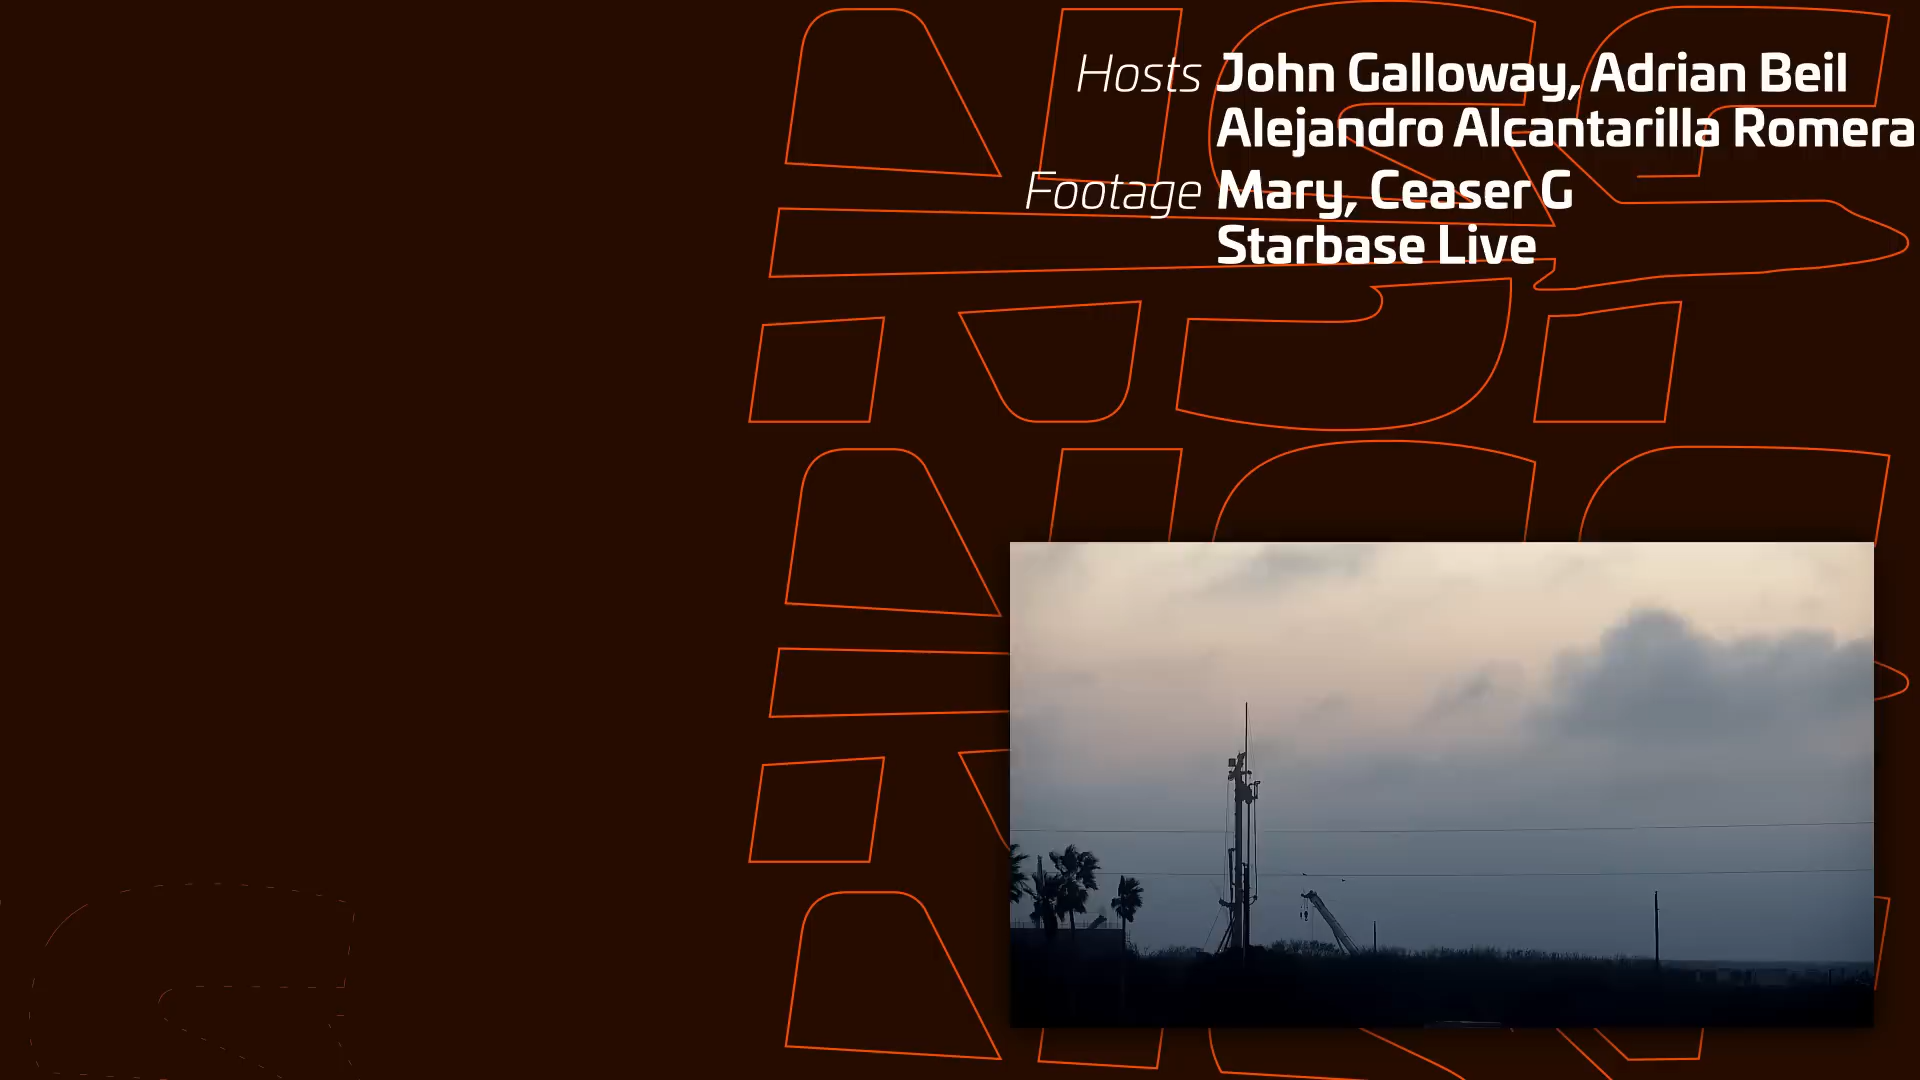 Hosts John Galloway, Adrian Beil
Alejandro Alcantarilla Romera
Footage Mary, Ceaser G
Starbase Live